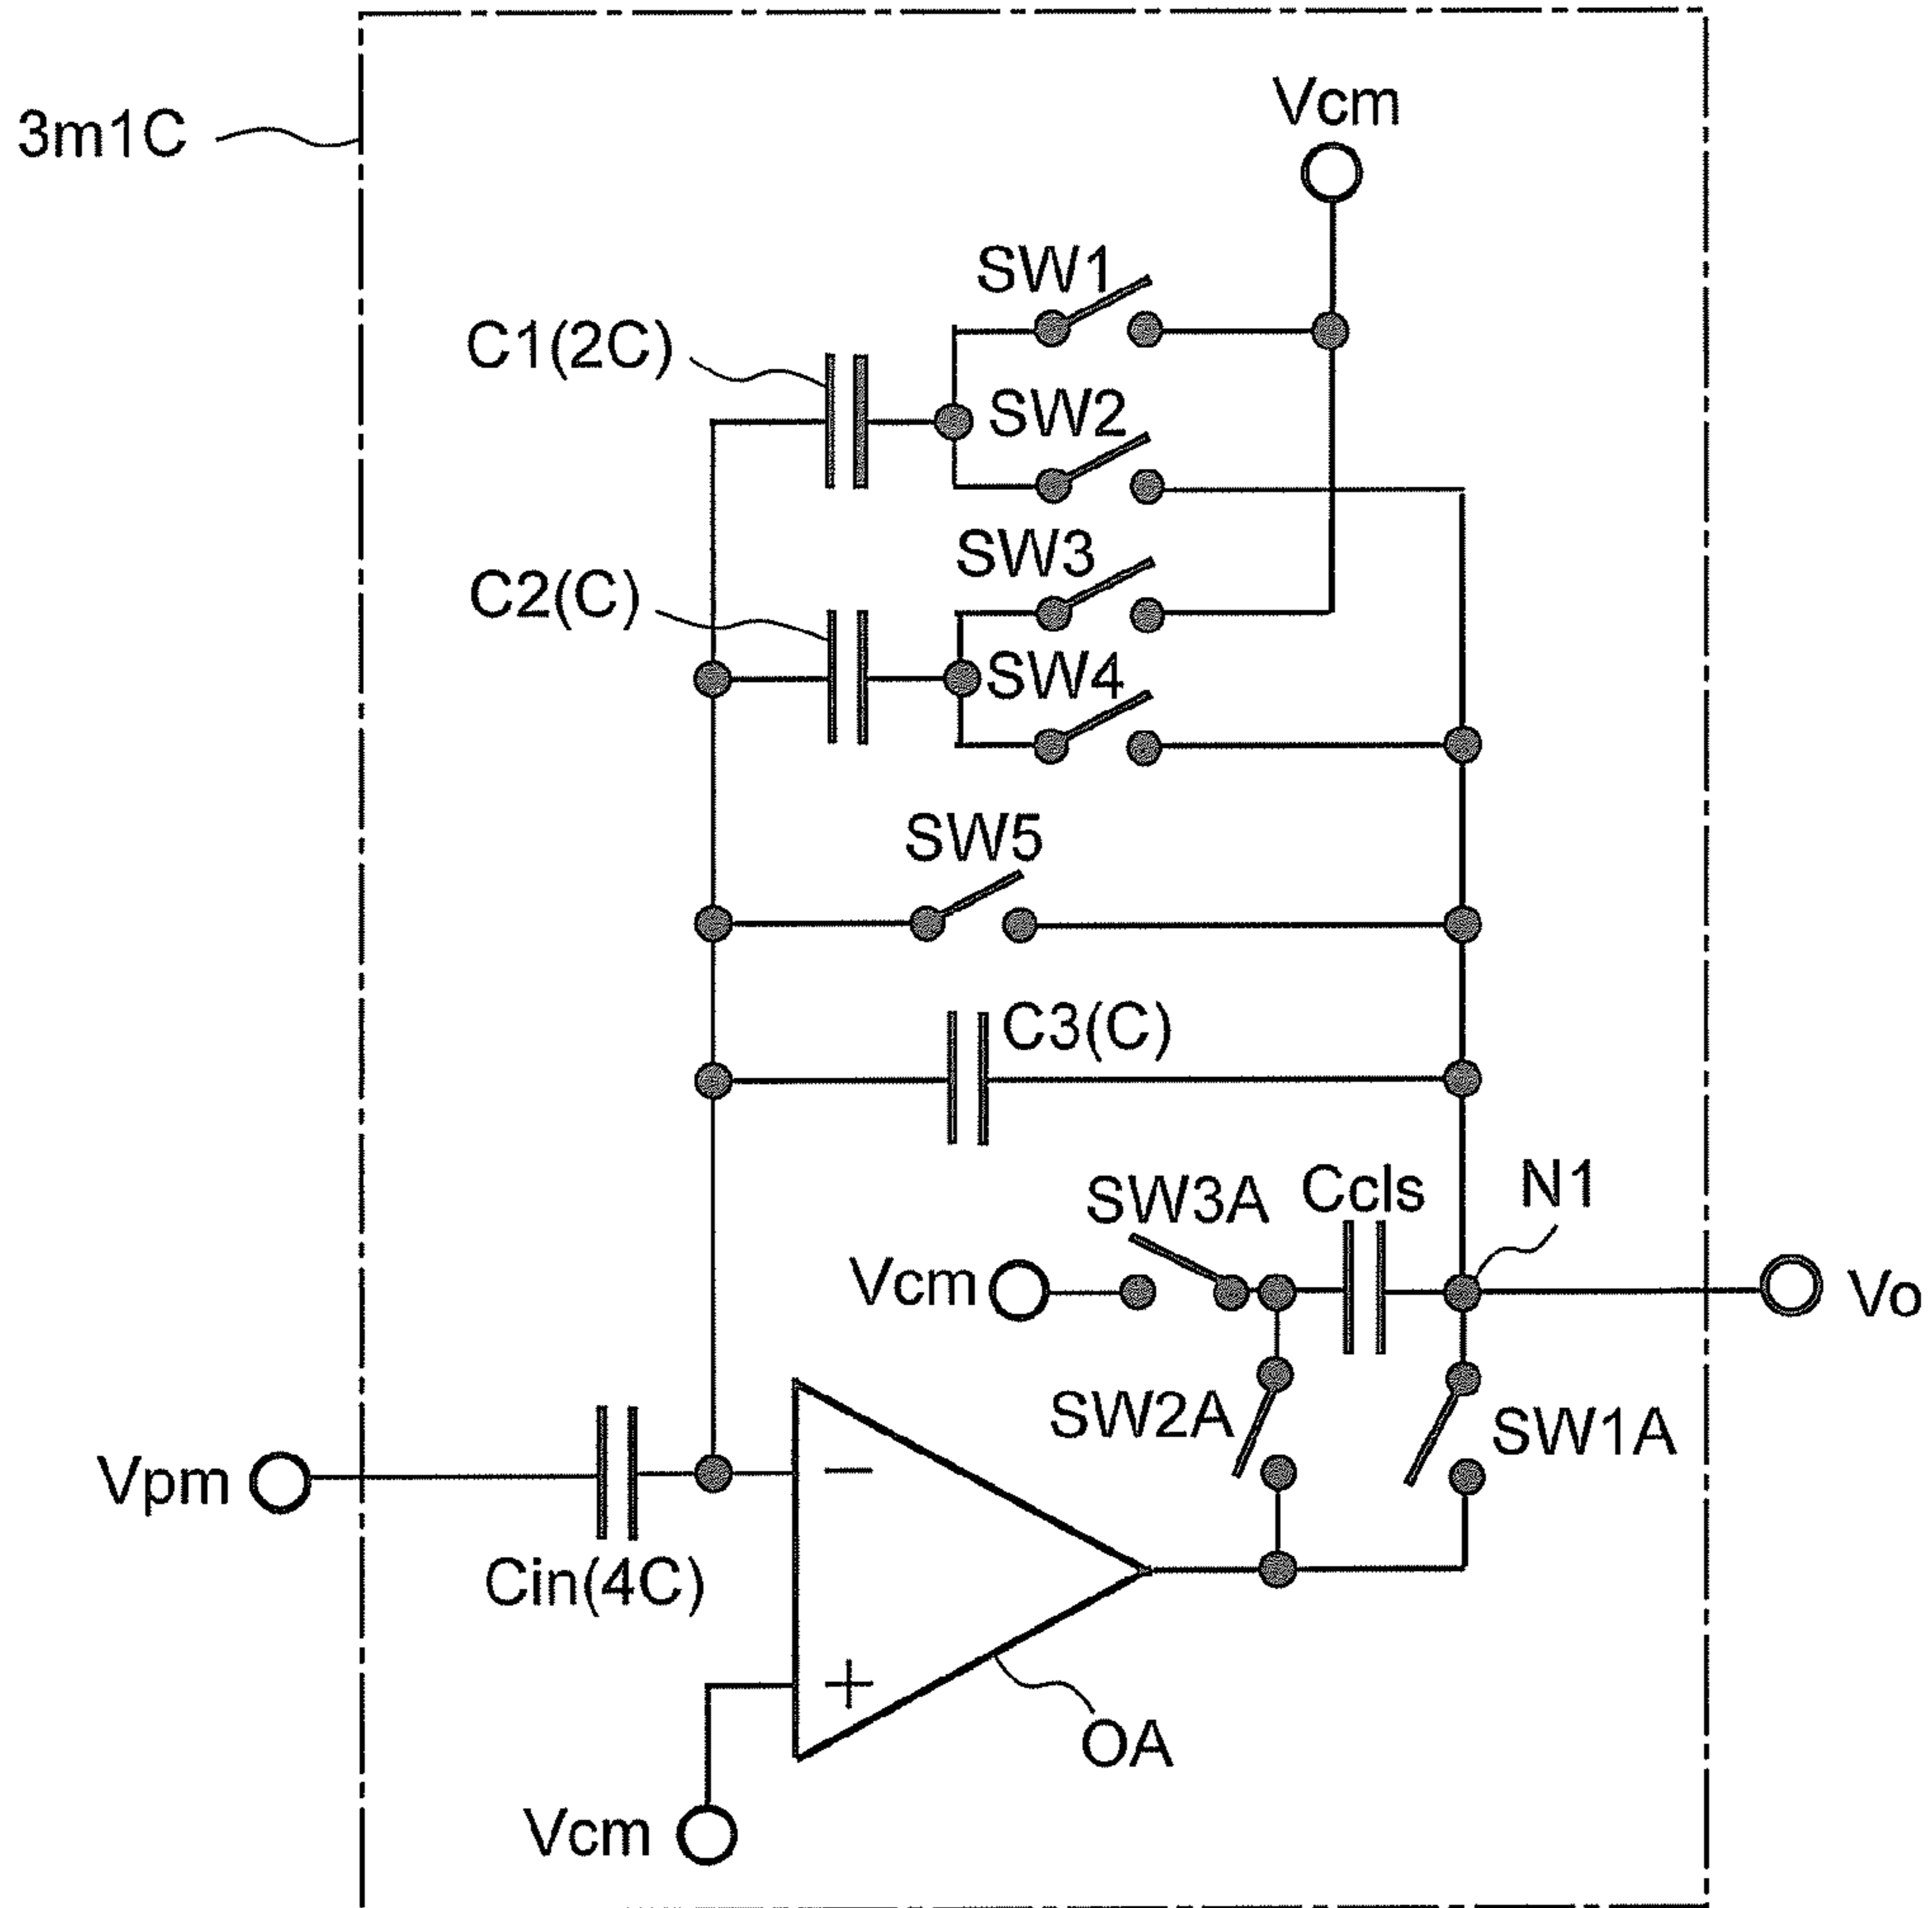 3m1C
Vcm
SW1
C1(2C)
SW2
SW3
C2(C)
SW4
SW5
C3(C)
SW3A
Ccls
N1
Vcm
Vo
SW2A
SW1A
Vpm
−
Cin(4C)
+
OA
Vcm